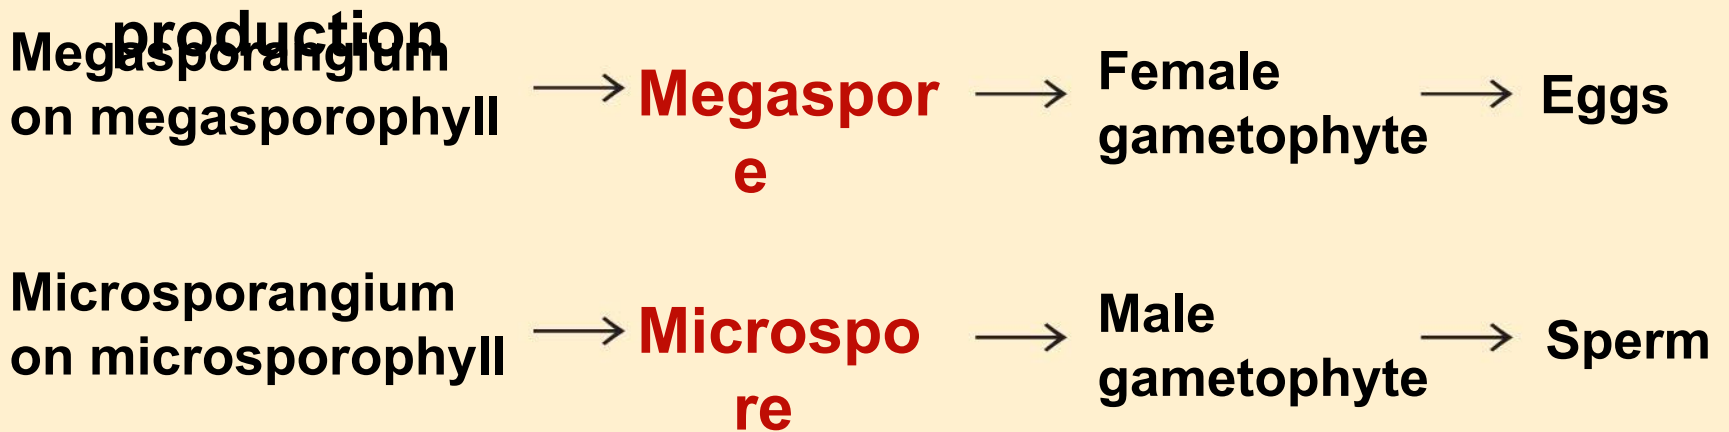 production
Megasporangium
on megasporophyll
Megaspor
e
Female
gametophyte
Eggs
Microsporangium
on microsporophyll
Microspo
re
Male
gametophyte
Sperm